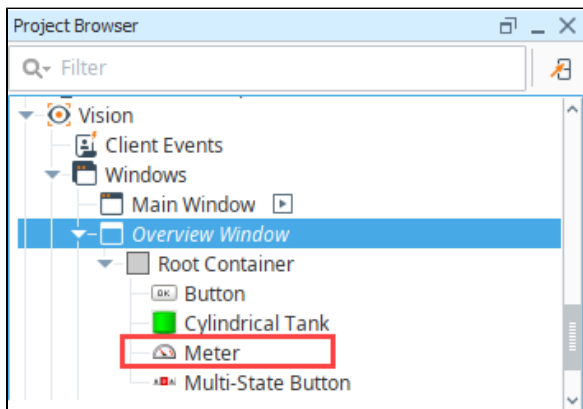 Project Browser
Filter
Vision
Client Events
Windows
Main Window
Overview Window
Root Container
OK Button
Cylindrical Tank
Meter
Multi-State Button